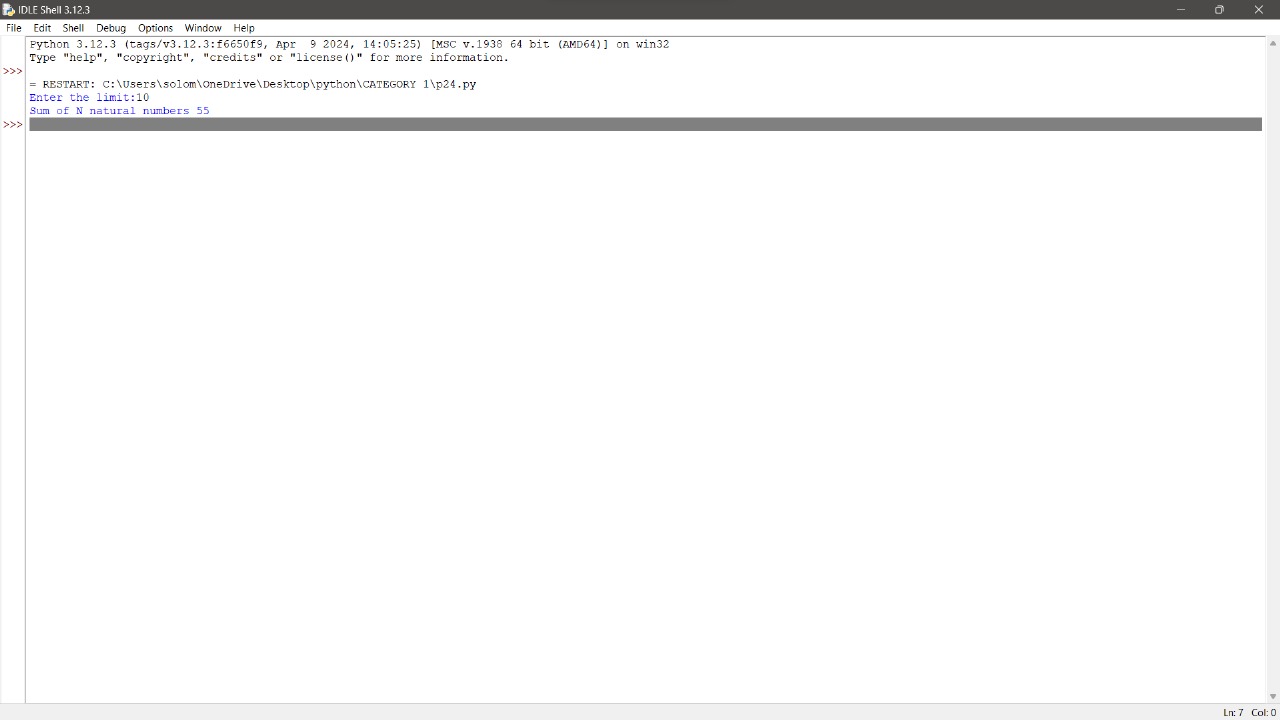 IDLE Shell 3.12.3
File Edit Shell Debug Options Window Help
Python 3.12.3 (tags/v3.12.3:f6650f9, Apr  9 2024, 14:05:25) [MSC v.1938 64 bit (AMD64)] on win32
Type "help", "copyright", "credits" or "license()" for more information.
>>>
= RESTART: C:\Users\solom\OneDrive\Desktop\python\CATEGORY 1\p24.py
Enter the limit:10
Sum of N natural numbers 55
>>>
Ln: 7 Col: 0